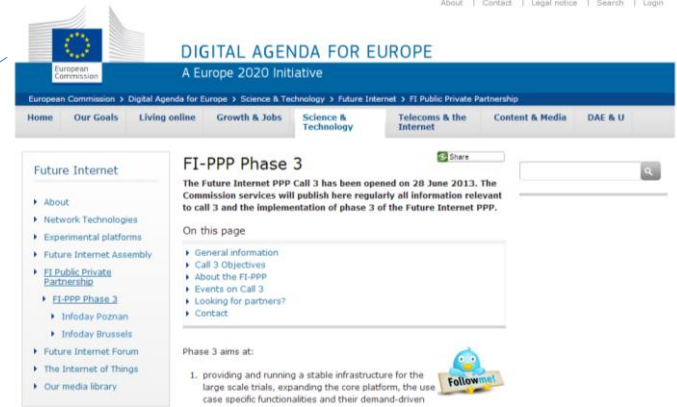 About | Contact | Legal notice | Search | Login
European
Commission
DIGITAL AGENDA FOR EUROPE
A Europe 2020 Initiative
European Commission > Digital Agenda for Europe > Science & Technology > Future Internet > FI Public Private Partnership
Home Our Goals Living online Growth & Jobs Science & Technology Telecoms & the Internet Content & Media DAE & U
Future Internet
About
Network Technologies
Experimental platforms
Future Internet Assembly
FI Public Private
Partnership
FI-PPP Phase 3
Infoday Poznan
Infoday Brussels
Future Internet Forum
The Internet of Things
Our media library
FI-PPP Phase 3
Share
The Future Internet PPP Call 3 has been opened on 28 June 2013. The
Commission services will publish here regularly all information relevant
to call 3 and the implementation of phase 3 of the Future Internet PPP.
On this page
General information
Call 3 Objectives
About the FI-PPP
Events on Call 3
Looking for partners?
Contact
Phase 3 aims at:
1. providing and running a stable infrastructure for the
large scale trials, expanding the core platform, the use
case specific functionalities and their demand-driven
Follow me!